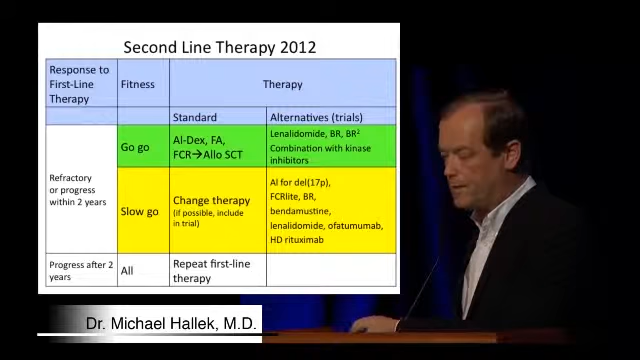 Second Line Therapy 2012
Response to
First-Line
Therapy
Fitness
Therapy
Standard
Alternatives (trials)
Refractory
or progress
within 2 years
Go go
Al-Dex, FA,
FCR→Allo SCT
Lenalidomide, BR, BR²
Combination with kinase
inhibitors
Slow go
Change therapy
(if possible, include
in trial)
Al for del(17p),
FCRlite, BR,
bendamustine,
lenalidomide, ofatumumab,
HD rituximab
Progress after 2
years
All
Repeat first-line
therapy
Dr. Michael Hallek, M.D.